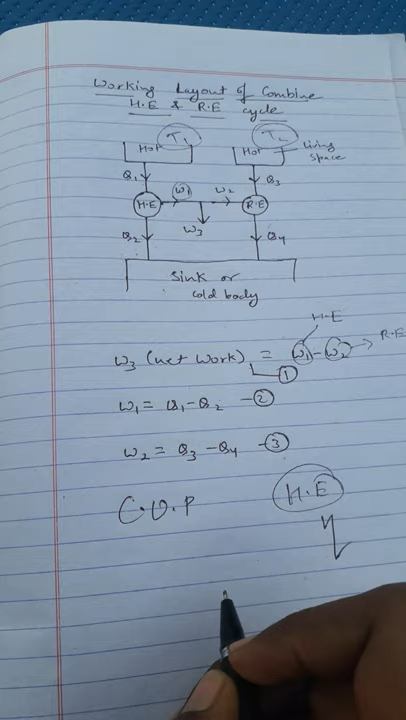 Working Layout of Combine
H.E & R.E cycle
T1 T2
HOT HOT Living
space
Q1 W1 W2 Q3
H.E R.E
Q2 W3 Q4
Sink or
cold body
H.E
W3 (net work) = W1 - W2 → R.E
①
W1 = Q1 - Q2 - ②
W2 = Q3 - Q4 - ③
C.O.P H.E
η